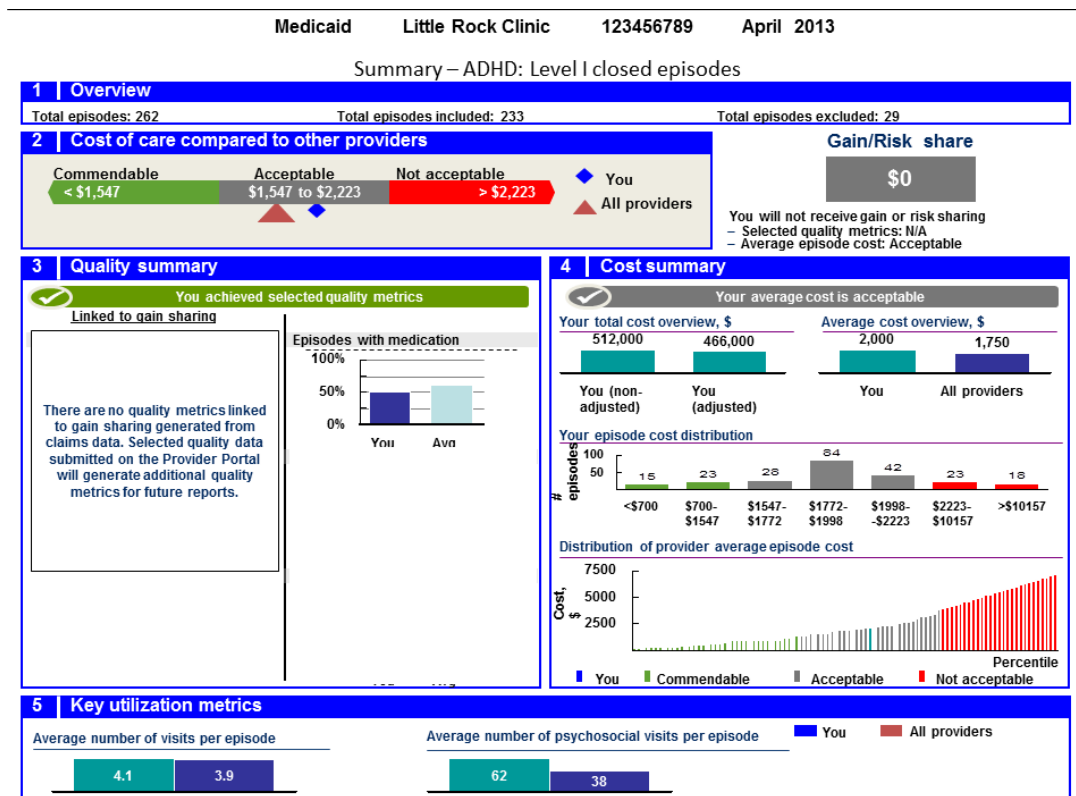 Medicaid Little Rock Clinic 123456789 April 2013
Summary – ADHD: Level I closed episodes
1 Overview
Total episodes: 262 Total episodes included: 233 Total episodes excluded: 29
2 Cost of care compared to other providers
Commendable Acceptable Not acceptable
< $1,547 $1,547 to $2,223 > $2,223
You
All providers
Gain/Risk share
$0
You will not receive gain or risk sharing
– Selected quality metrics: N/A
– Average episode cost: Acceptable
3 Quality summary
You achieved selected quality metrics
Linked to gain sharing
There are no quality metrics linked
to gain sharing generated from
claims data. Selected quality data
submitted on the Provider Portal
will generate additional quality
metrics for future reports.
Episodes with medication
100%
50%
0%
You Avg
4 Cost summary
Your average cost is acceptable
Your total cost overview, $
512,000 466,000
You (non-
adjusted)
You
(adjusted)
Average cost overview, $
2,000 1,750
You All providers
Your episode cost distribution
# episodes
100
50
15 23 28 84 42 23 18
<$700 $700- $1547- $1772- $1998- $2223- >$10157
$1547 $1772 $1998 -$2223 $10157
Distribution of provider average episode cost
Cost, $
7500
5000
2500
Percentile
You Commendable Acceptable Not acceptable
5 Key utilization metrics
Average number of visits per episode
4.1 3.9
Average number of psychosocial visits per episode
62 38
You All providers